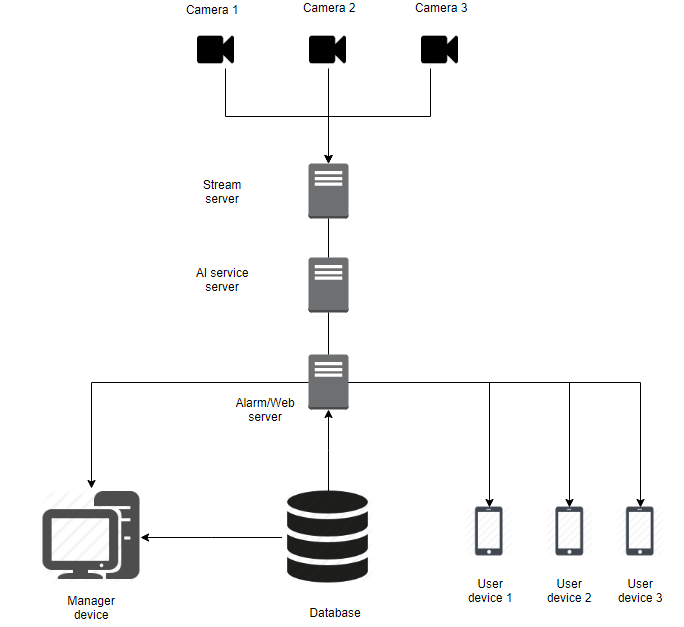 Camera 1
Camera 2
Camera 3
Stream
server
AI service
server
Alarm/Web
server
Manager
device
Database
User
device 1
User
device 2
User
device 3